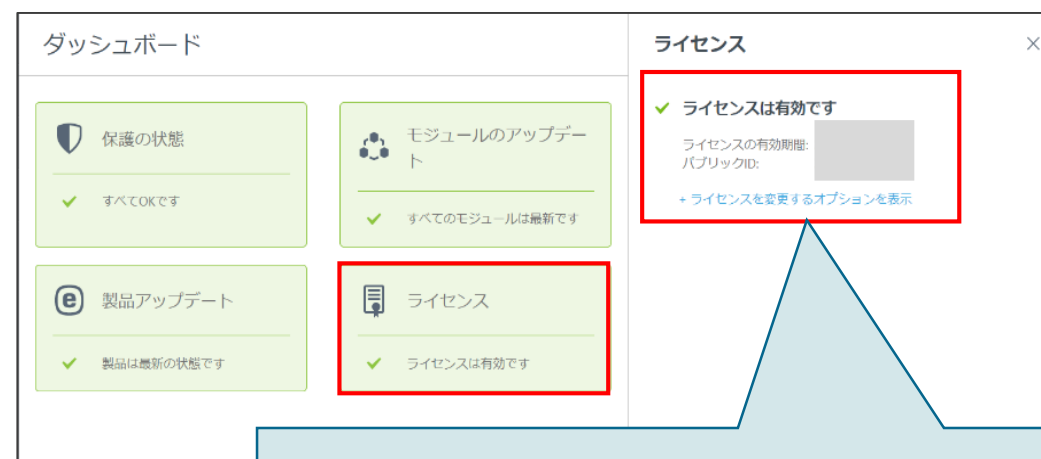 ダッシュボード
保護の状態
すべてOKです
モジュールのアップデー
ト
すべてのモジュールは最新です
製品アップデート
製品は最新の状態です
ライセンス
ライセンスは有効です
ライセンス
ライセンスは有効です
ライセンスの有効期間:
パブリックID:
+ ライセンスを変更するオプションを表示